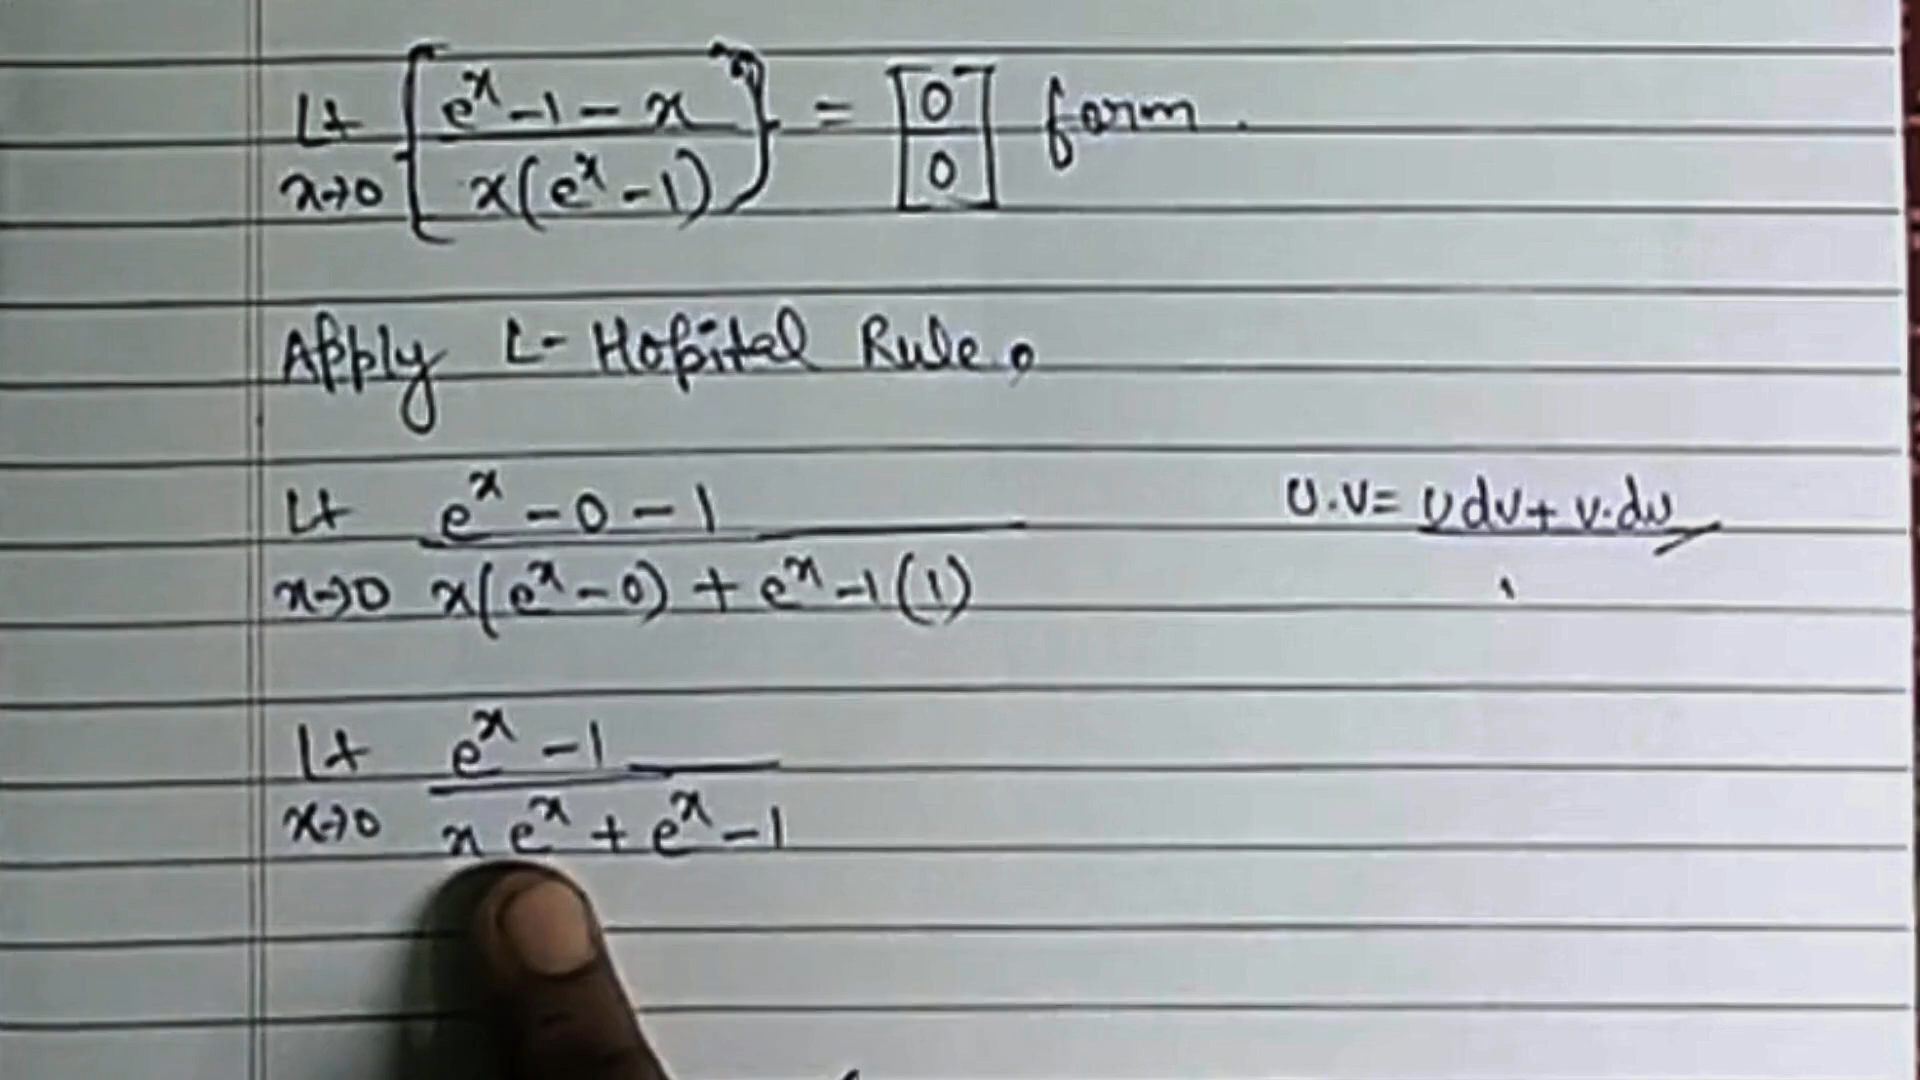 Lt { e^x - 1 - x / x(e^x - 1) } = [0/0] form.
x→0
Apply L-Hopital Rule,
Lt e^x - 0 - 1
x→0 x(e^x - 0) + e^x - 1 (1)
U.V = U dv + V.du
Lt e^x - 1
x→0 x e^x + e^x - 1